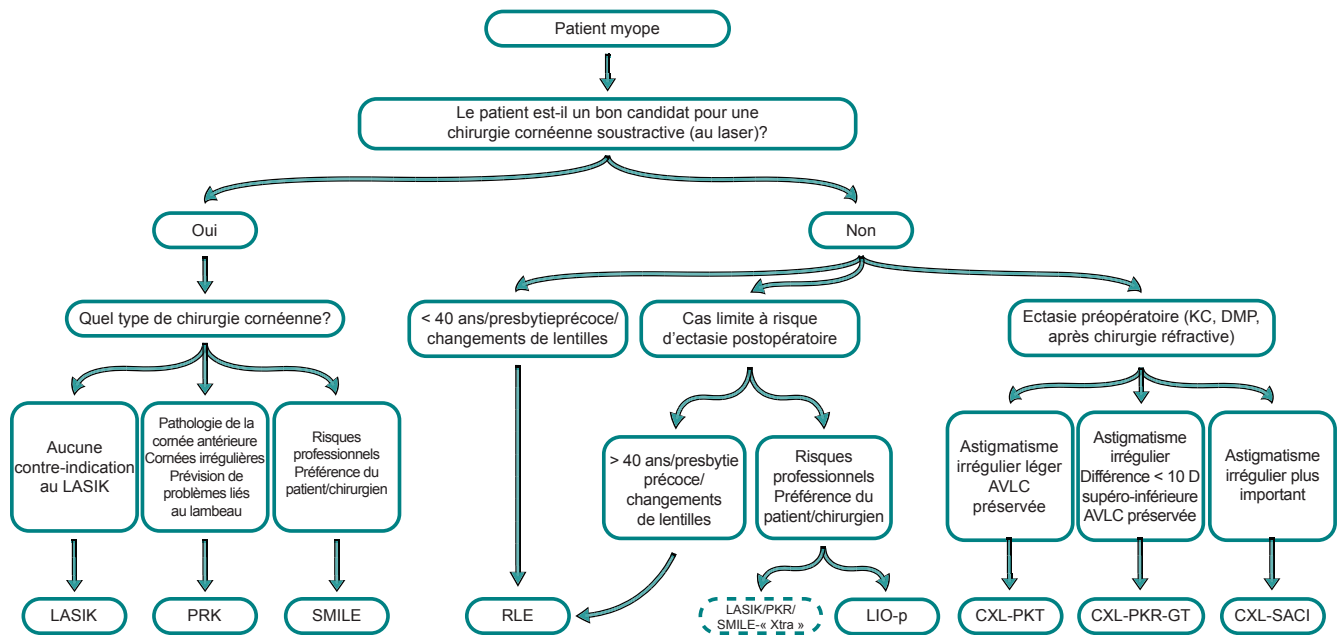 Patient myope
Le patient est-il un bon candidat pour une
chirurgie cornéenne soustractive (au laser)?
Oui
Non
Quel type de chirurgie cornéenne?
< 40 ans/presbytieprécoce/
changements de lentilles
Cas limite à risque
d'ectasie postopératoire
Ectasie préopératoire (KC, DMP,
après chirurgie réfractive)
Aucune
contre-indication
au LASIK
Pathologie de la
cornée antérieure
Cornées irrégulières
Prévision de
problèmes liés
au lambeau
Risques
professionnels
Préférence du
patient/chirurgien
> 40 ans/presbytie
précoce/
changements
de lentilles
Risques
professionnels
Préférence du
patient/chirurgien
Astigmatisme
irrégulier léger
AVLC
préservée
Astigmatisme
irrégulier
Différence < 10 D
supéro-inférieure
AVLC préservée
Astigmatisme
irrégulier plus
important
LASIK
PRK
SMILE
RLE
LASIK/PKR/
SMILE-« Xtra »
LIO-p
CXL-PKT
CXL-PKR-GT
CXL-SACI